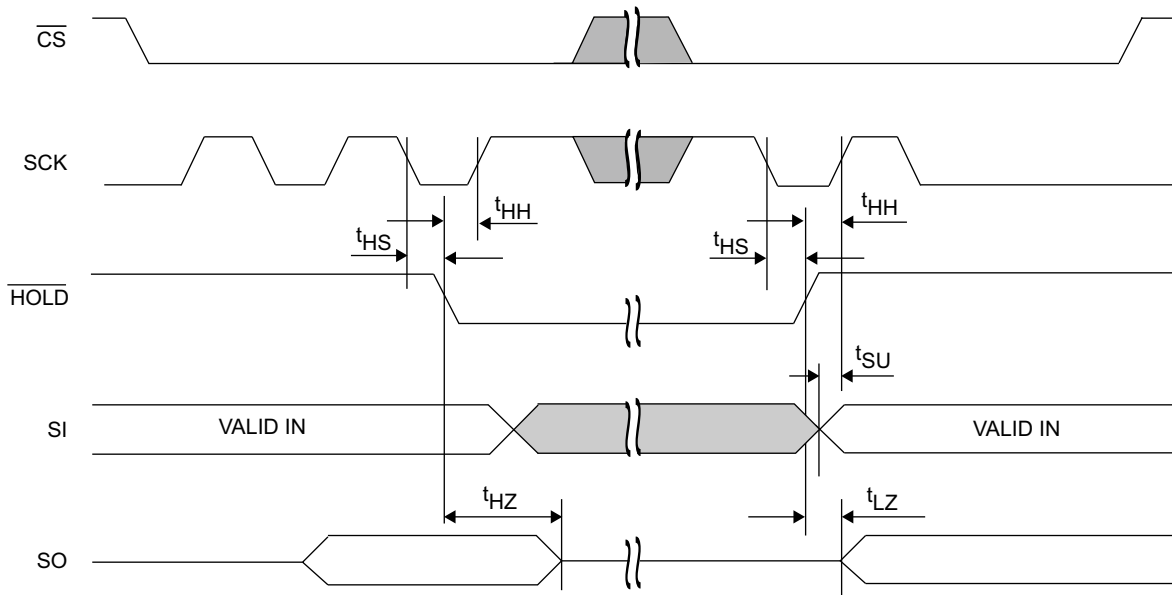 CS
SCK
tHH
tHH
tHS
tHS
HOLD
tSU
SI
VALID IN
VALID IN
tHZ
tLZ
SO